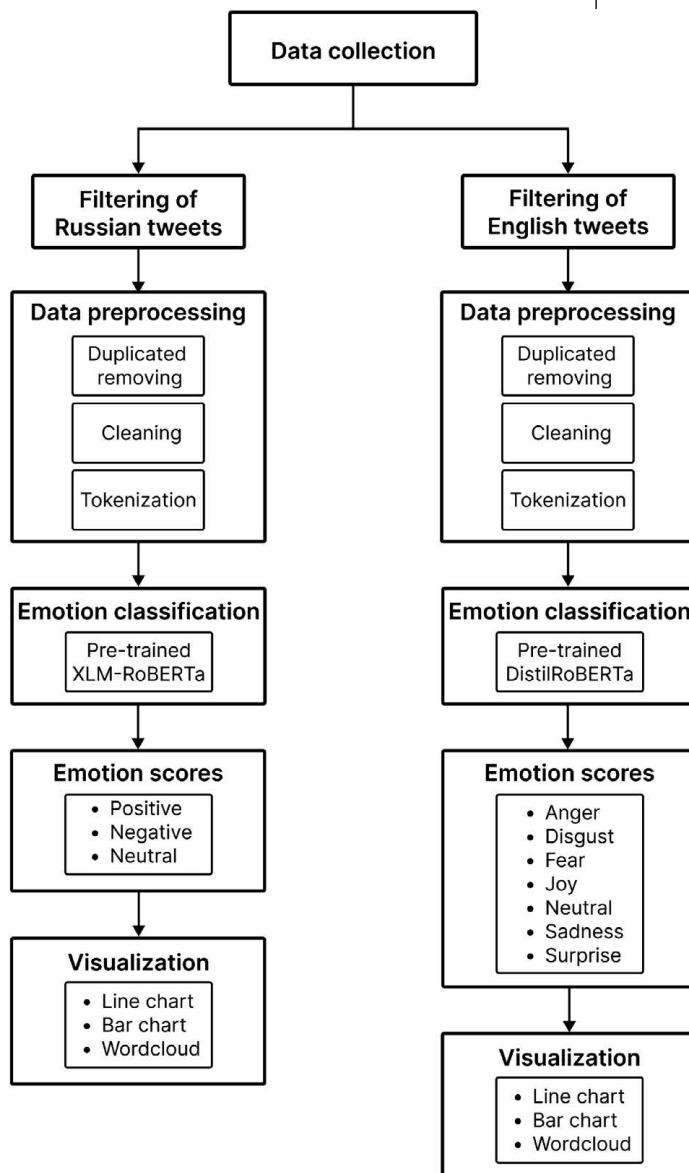 Data collection
Filtering of
Russian tweets
Data preprocessing
Duplicated
removing
Cleaning
Tokenization
Emotion classification
Pre-trained
XLM-RoBERTa
Emotion scores
• Positive
• Negative
• Neutral
Visualization
• Line chart
• Bar chart
• Wordcloud
Filtering of
English tweets
Data preprocessing
Duplicated
removing
Cleaning
Tokenization
Emotion classification
Pre-trained
DistilRoBERTa
Emotion scores
• Anger
• Disgust
• Fear
• Joy
• Neutral
• Sadness
• Surprise
Visualization
• Line chart
• Bar chart
• Wordcloud